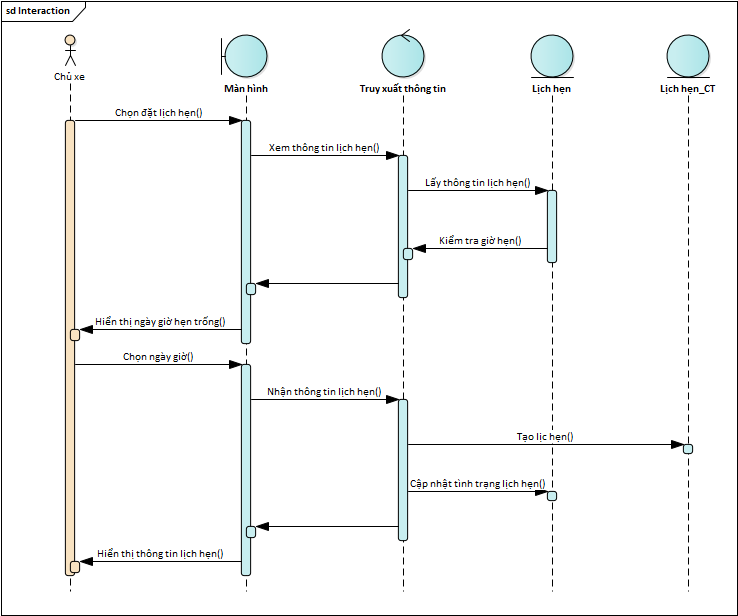 sd Interaction
Chủ xe
Màn hình
Truy xuất thông tin
Lịch hẹn
Lịch hẹn_CT
Chọn đặt lịch hẹn()
Xem thông tin lịch hẹn()
Lấy thông tin lịch hẹn()
Kiểm tra giờ hẹn()
Hiển thị ngày giờ hẹn trống()
Chọn ngày giờ()
Nhận thông tin lịch hẹn()
Tạo lịc hẹn()
Cập nhật tình trạng lịch hẹn()
Hiển thị thông tin lịch hẹn()